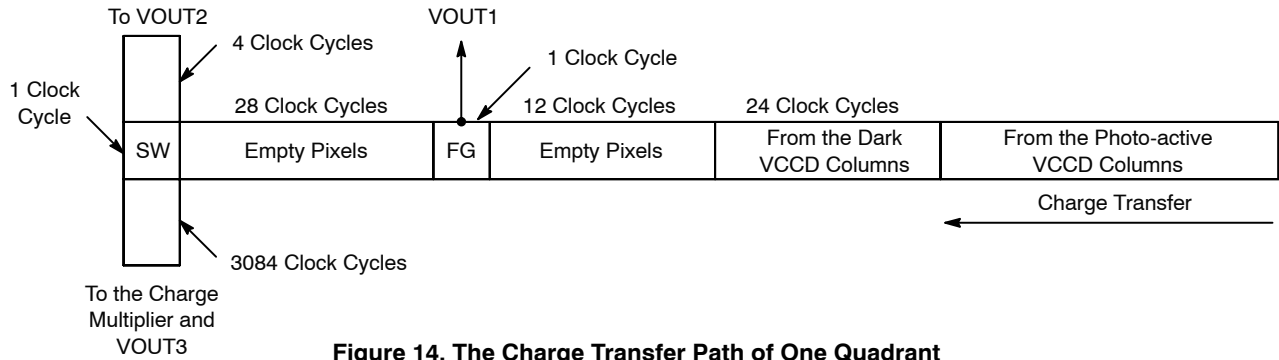 To VOUT2
VOUT1
4 Clock Cycles
1 Clock Cycle
1 Clock
Cycle
28 Clock Cycles
12 Clock Cycles
24 Clock Cycles
SW
Empty Pixels
FG
Empty Pixels
From the Dark
VCCD Columns
From the Photo-active
VCCD Columns
Charge Transfer
3084 Clock Cycles
To the Charge
Multiplier and
VOUT3
Figure 14. The Charge Transfer Path of One Quadrant